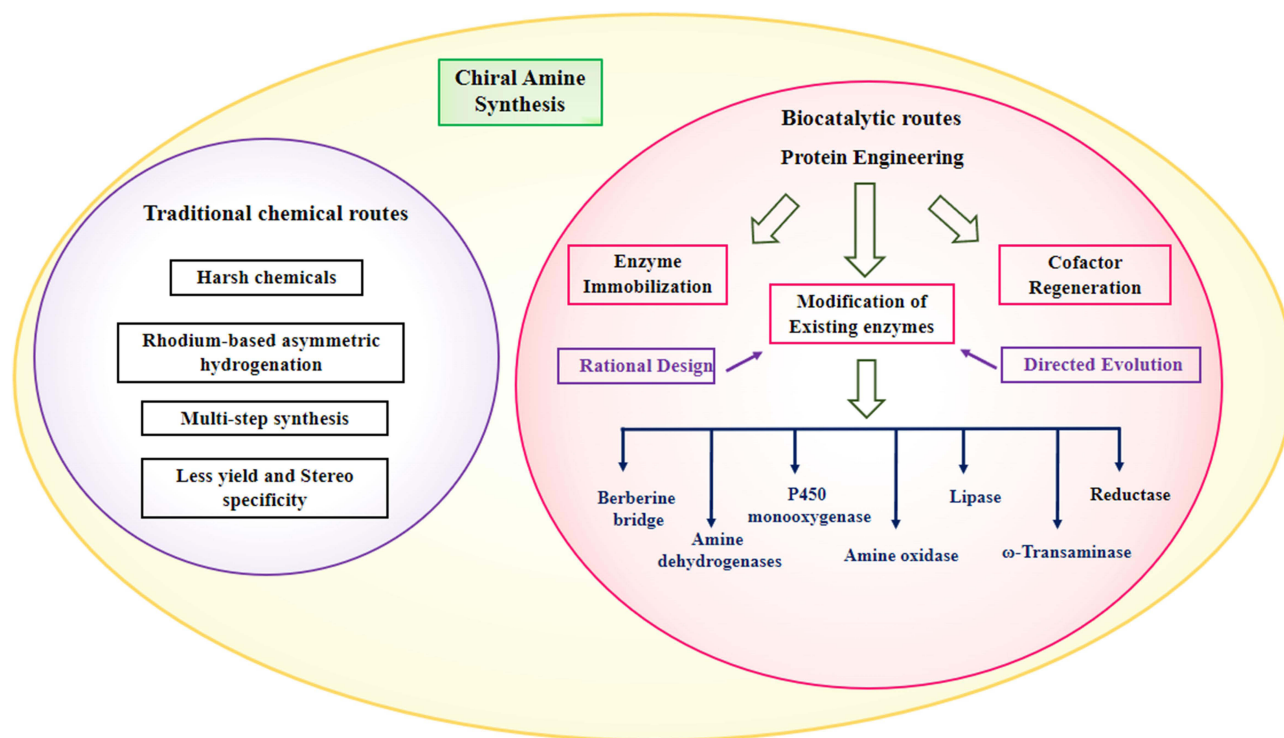 Chiral Amine
Synthesis
Traditional chemical routes
Harsh chemicals
Rhodium-based asymmetric
hydrogenation
Multi-step synthesis
Less yield and Stereo
specificity
Biocatalytic routes
Protein Engineering
Enzyme
Immobilization
Modification of
Existing enzymes
Cofactor
Regeneration
Rational Design
Directed Evolution
Berberine
bridge
Amine
dehydrogenases
P450
monooxygenase
Amine oxidase
Lipase
ω-Transaminase
Reductase